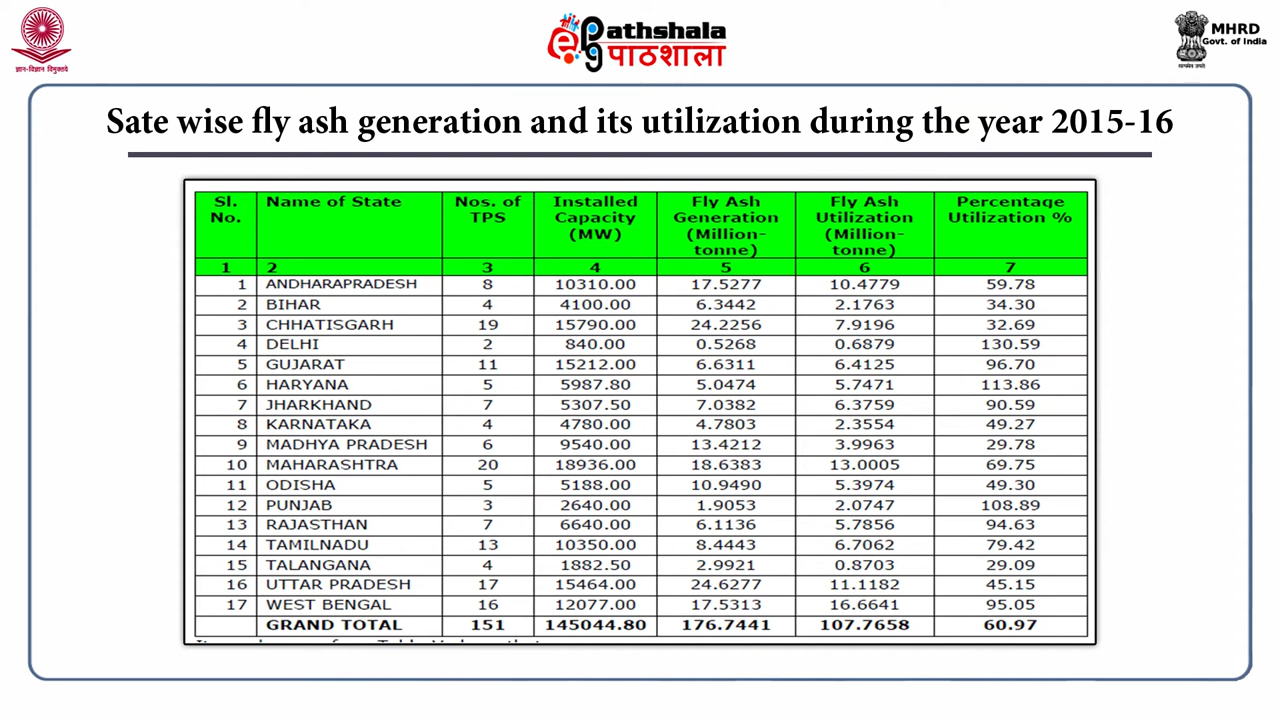 ज्ञान-विज्ञान विमुक्तये
ePathshala
पाठशाला
MHRD
Govt. of India
सत्यमेव जयते
Sate wise fly ash generation and its utilization during the year 2015-16
Sl. No. Name of State Nos. of TPS Installed Capacity (MW) Fly Ash Generation (Million-tonne) Fly Ash Utilization (Million-tonne) Percentage Utilization %
1 2 3 4 5 6 7
1 ANDHARAPRADESH 8 10310.00 17.5277 10.4779 59.78
2 BIHAR 4 4100.00 6.3442 2.1763 34.30
3 CHHATISGARH 19 15790.00 24.2256 7.9196 32.69
4 DELHI 2 840.00 0.5268 0.6879 130.59
5 GUJARAT 11 15212.00 6.6311 6.4125 96.70
6 HARYANA 5 5987.80 5.0474 5.7471 113.86
7 JHARKHAND 7 5307.50 7.0382 6.3759 90.59
8 KARNATAKA 4 4780.00 4.7803 2.3554 49.27
9 MADHYA PRADESH 6 9540.00 13.4212 3.9963 29.78
10 MAHARASHTRA 20 18936.00 18.6383 13.0005 69.75
11 ODISHA 5 5188.00 10.9490 5.3974 49.30
12 PUNJAB 3 2640.00 1.9053 2.0747 108.89
13 RAJASTHAN 7 6640.00 6.1136 5.7856 94.63
14 TAMILNADU 13 10350.00 8.4443 6.7062 79.42
15 TALANGANA 4 1882.50 2.9921 0.8703 29.09
16 UTTAR PRADESH 17 15464.00 24.6277 11.1182 45.15
17 WEST BENGAL 16 12077.00 17.5313 16.6641 95.05
GRAND TOTAL 151 145044.80 176.7441 107.7658 60.97